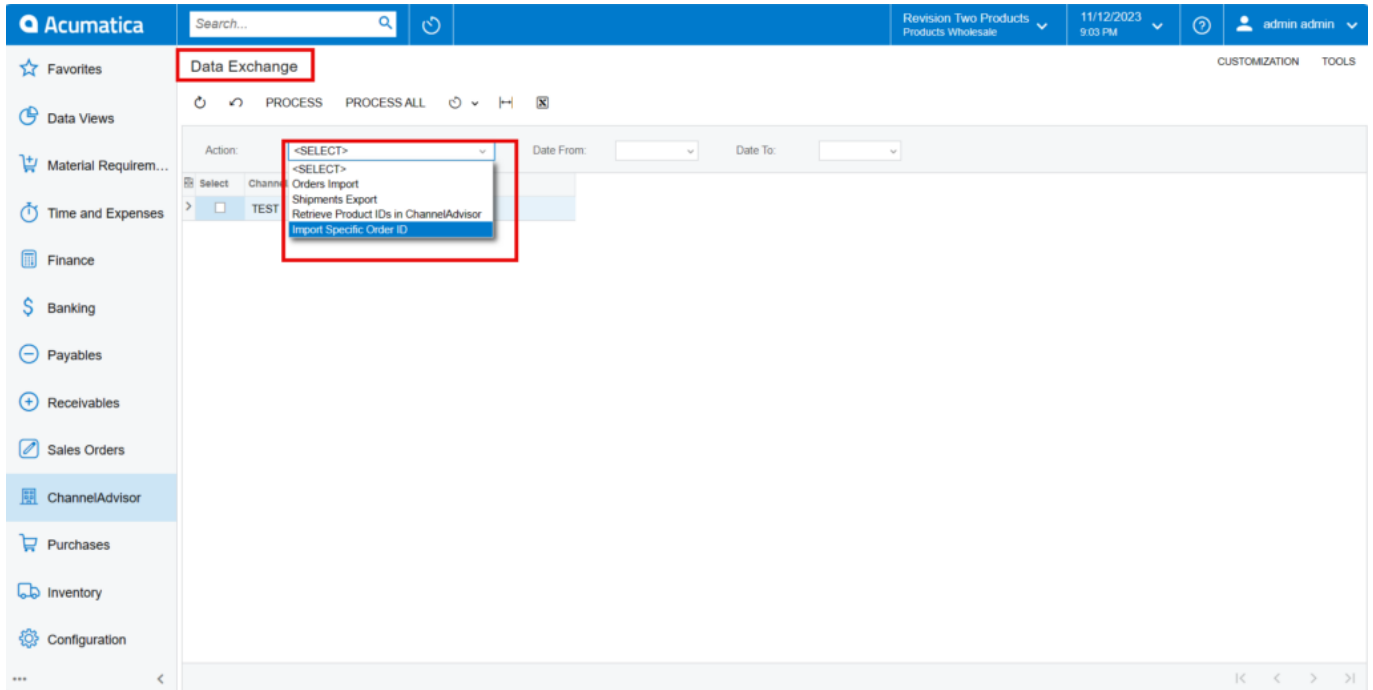 Acumatica
Search...
Revision Two Products
Products Wholesale
11/12/2023
9:03 PM
admin admin
Favorites
Data Views
Material Requirem...
Time and Expenses
Finance
Banking
Payables
Receivables
Sales Orders
ChannelAdvisor
Purchases
Inventory
Configuration
Data Exchange
CUSTOMIZATION TOOLS
PROCESS PROCESS ALL
Action: <SELECT> Date From: Date To:
<SELECT>
Orders Import
Shipments Export
Retrieve Product IDs in ChannelAdvisor
Import Specific Order ID
Select Channel
TEST